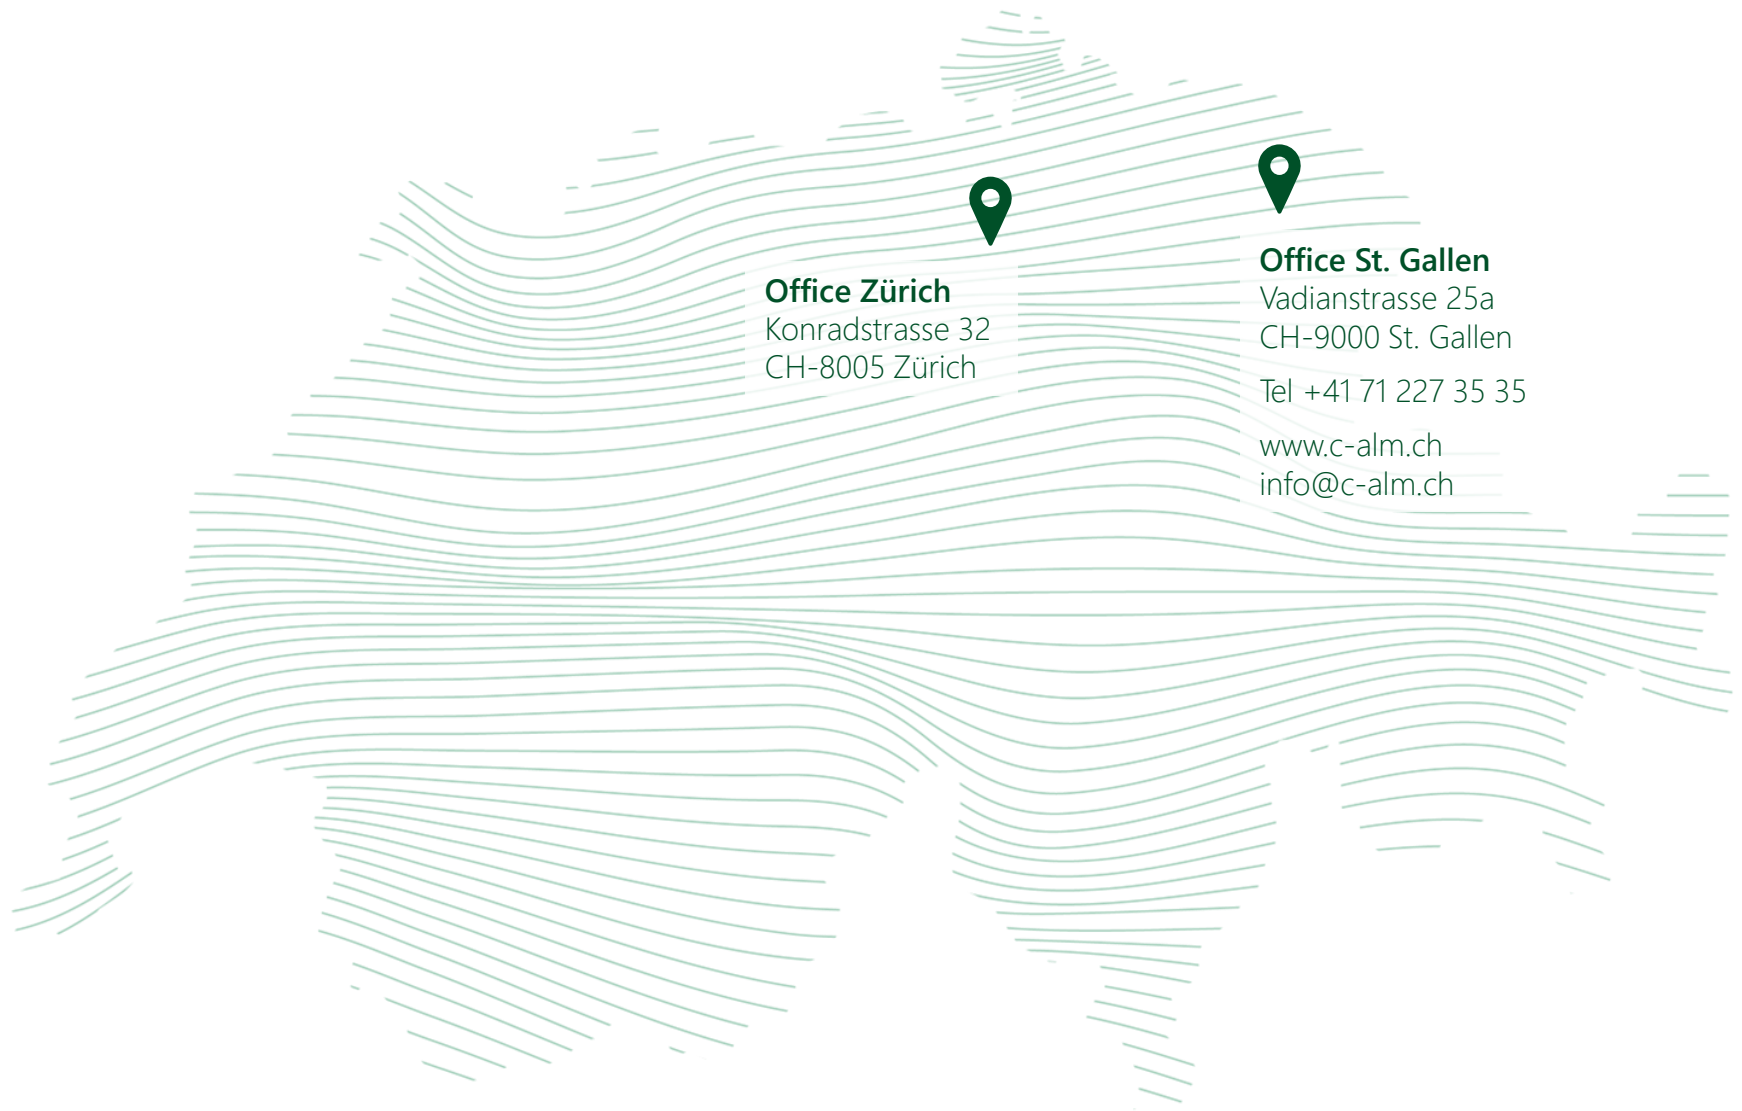 Office Zürich
Konradstrasse 32
CH-8005 Zürich
Office St. Gallen
Vadianstrasse 25a
CH-9000 St. Gallen
Tel +41 71 227 35 35
www.c-alm.ch
info@c-alm.ch